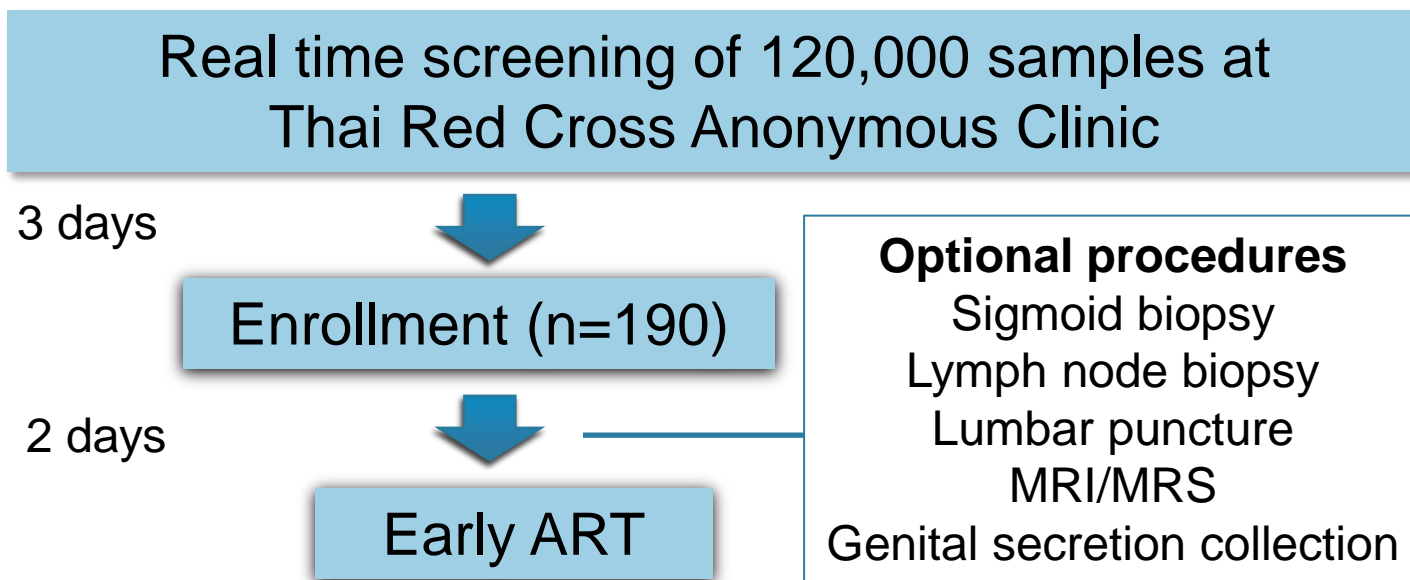 Real time screening of 120,000 samples at
Thai Red Cross Anonymous Clinic
3 days
Enrollment (n=190)
2 days
Early ART
Optional procedures
Sigmoid biopsy
Lymph node biopsy
Lumbar puncture
MRI/MRS
Genital secretion collection